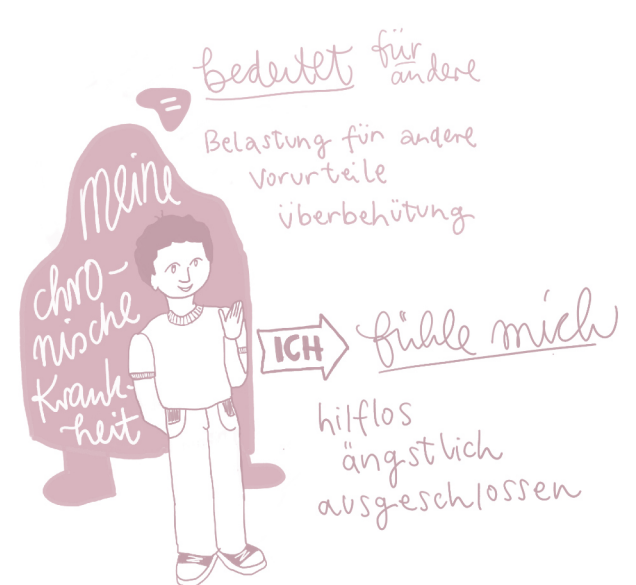 bedeutet für
andere
Belastung für andere
Vorurteile
überbehütung
meine
chro-
nische
Krank-
heit
ICH
fühle mich
hilflos
ängstlich
ausgeschlossen